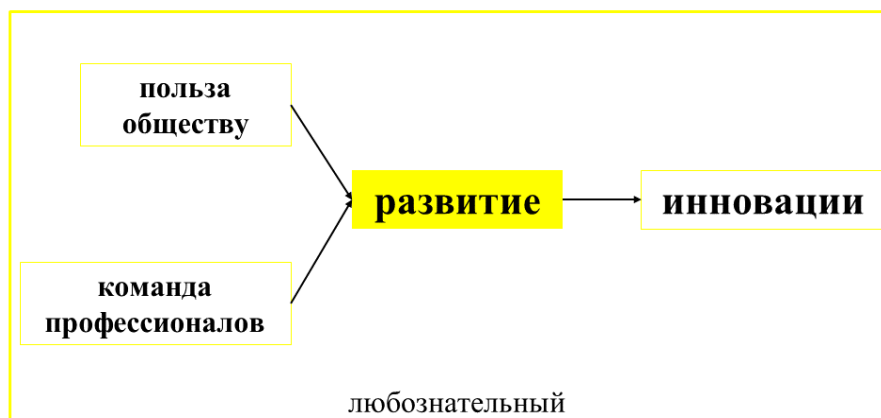 польза
обществу
развитие
инновации
команда
профессионалов
любознательный